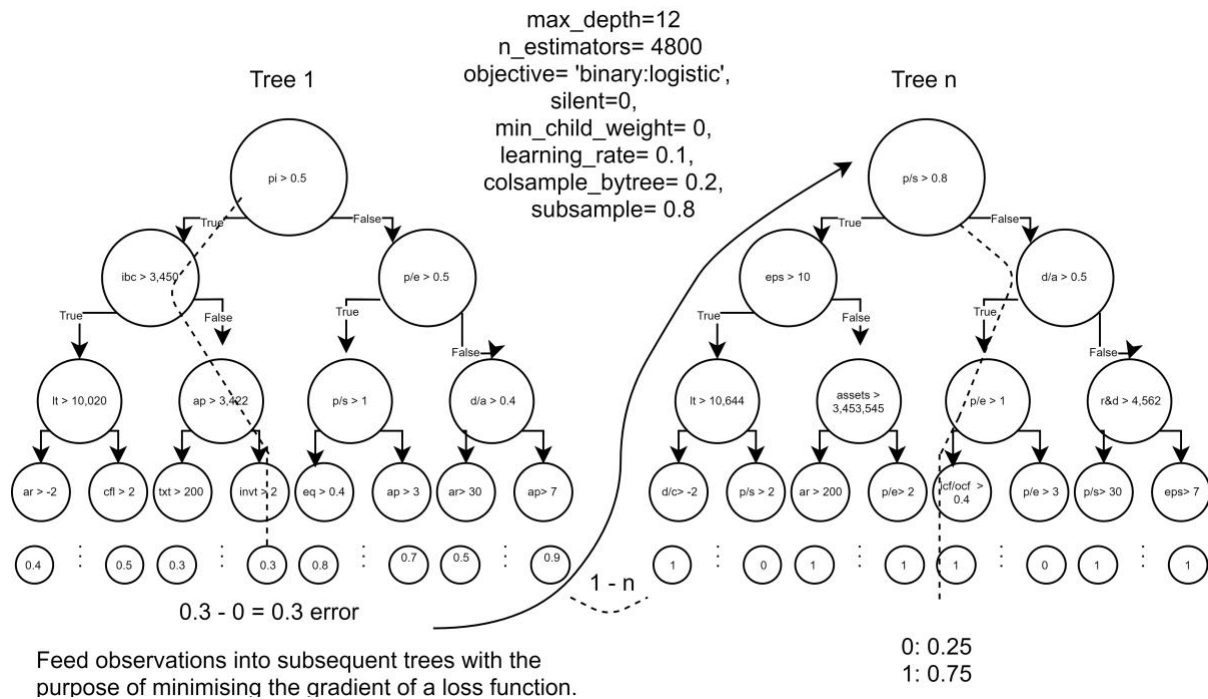 max_depth=12
n_estimators= 4800
objective= 'binary:logistic',
silent=0,
min_child_weight= 0,
learning_rate= 0.1,
colsample_bytree= 0.2,
subsample= 0.8
Tree 1
pi > 0.5
True
False
ibc > 3,450
p/e > 0.5
True
False
True
False
lt > 10,020
ap > 3,422
p/s > 1
d/a > 0.4
ar > -2
cfl > 2
txt > 200
invt > 2
eq > 0.4
ap > 3
ar> 30
ap> 7
0.4
:
0.5
0.3
:
0.3
0.8
:
0.7
0.5
:
0.9
0.3 - 0 = 0.3 error
Feed observations into subsequent trees with the
purpose of minimising the gradient of a loss function.
1 - n
Tree n
p/s > 0.8
True
False
eps > 10
d/a > 0.5
True
False
True
False
lt > 10,644
assets >
3,453,545
p/e > 1
r&d > 4,562
d/c> -2
p/s > 2
ar > 200
p/e> 2
icf/ocf >
0.4
p/e > 3
p/s> 30
eps> 7
1
:
0
1
:
1
1
:
0
1
:
1
0: 0.25
1: 0.75